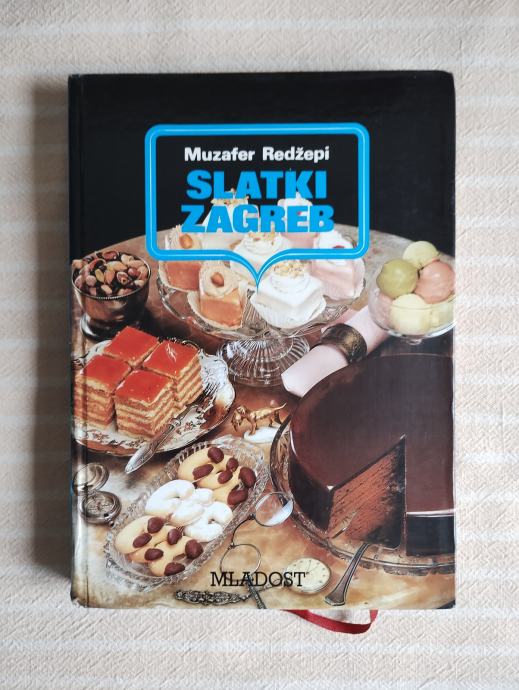 Muzafer Redžepi
SLATKI
ZAGREB
MLADOST